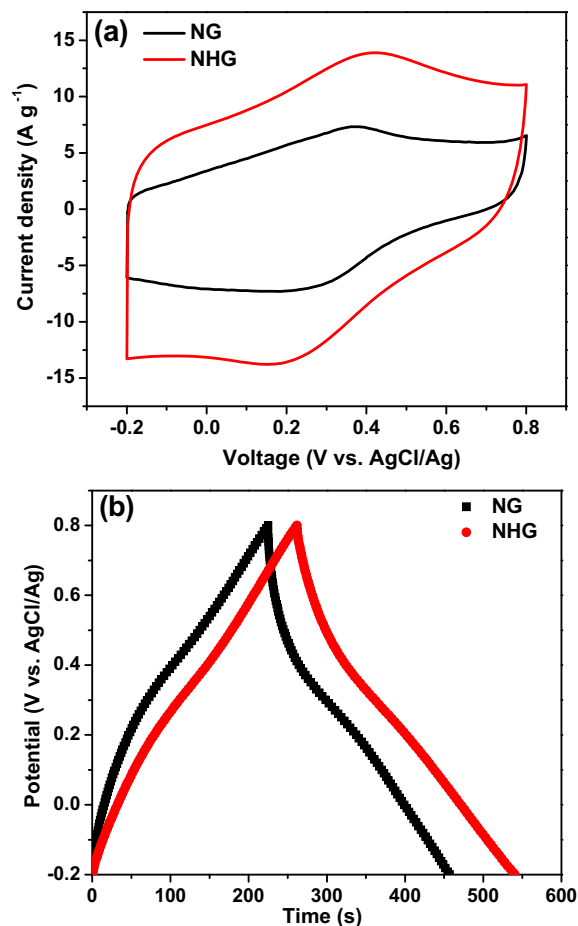 (a)
NG
NHG
15
10
5
0
-5
-10
-15
Current density (A g⁻¹)
-0.2 0.0 0.2 0.4 0.6 0.8
Voltage (V vs. AgCl/Ag)
(b)
NG
NHG
0.8
0.6
0.4
0.2
0.0
-0.2
Potential (V vs. AgCl/Ag)
0 100 200 300 400 500 600
Time (s)